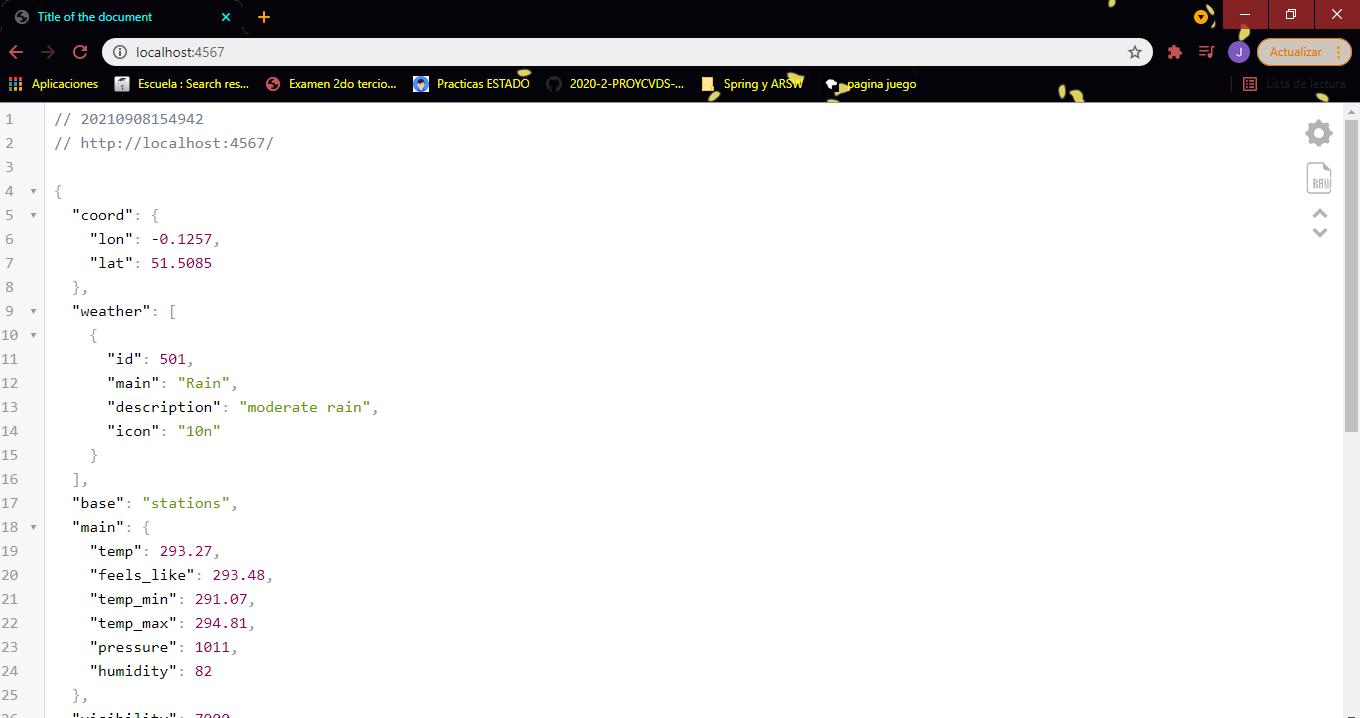 Title of the document
localhost:4567
J
Actualizar
Aplicaciones Escuela : Search res... Examen 2do tercio... Practicas ESTADO 2020-2-PROYCVDS-... Spring y ARSW pagina juego Lista de lectura
1 // 20210908154942
2 // http://localhost:4567/
3
4 {
5 "coord": {
6 "lon": -0.1257,
7 "lat": 51.5085
8 },
9 "weather": [
10 {
11 "id": 501,
12 "main": "Rain",
13 "description": "moderate rain",
14 "icon": "10n"
15 }
16 ],
17 "base": "stations",
18 "main": {
19 "temp": 293.27,
20 "feels_like": 293.48,
21 "temp_min": 291.07,
22 "temp_max": 294.81,
23 "pressure": 1011,
24 "humidity": 82
25 },
26 "visibility": 7000,
RAW